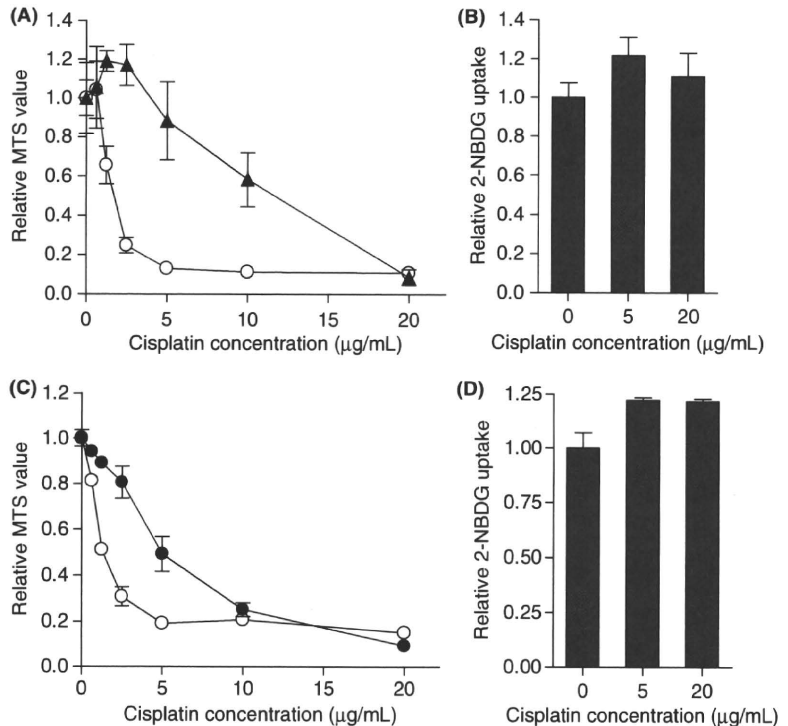 (A)
Relative MTS value
1.4
1.2
1.0
0.8
0.6
0.4
0.2
0.0
0 5 10 15 20
Cisplatin concentration (μg/mL)
(B)
Relative 2-NBDG uptake
1.4
1.2
1.0
0.8
0.6
0.4
0.2
0.0
0 5 20
Cisplatin concentration (μg/mL)
(C)
Relative MTS value
1.2
1.0
0.8
0.6
0.4
0.2
0.0
0 5 10 15 20
Cisplatin concentration (μg/mL)
(D)
Relative 2-NBDG uptake
1.25
1.00
0.25
0.50
0.25
0.00
0 5 20
Cisplatin concentration (μg/mL)